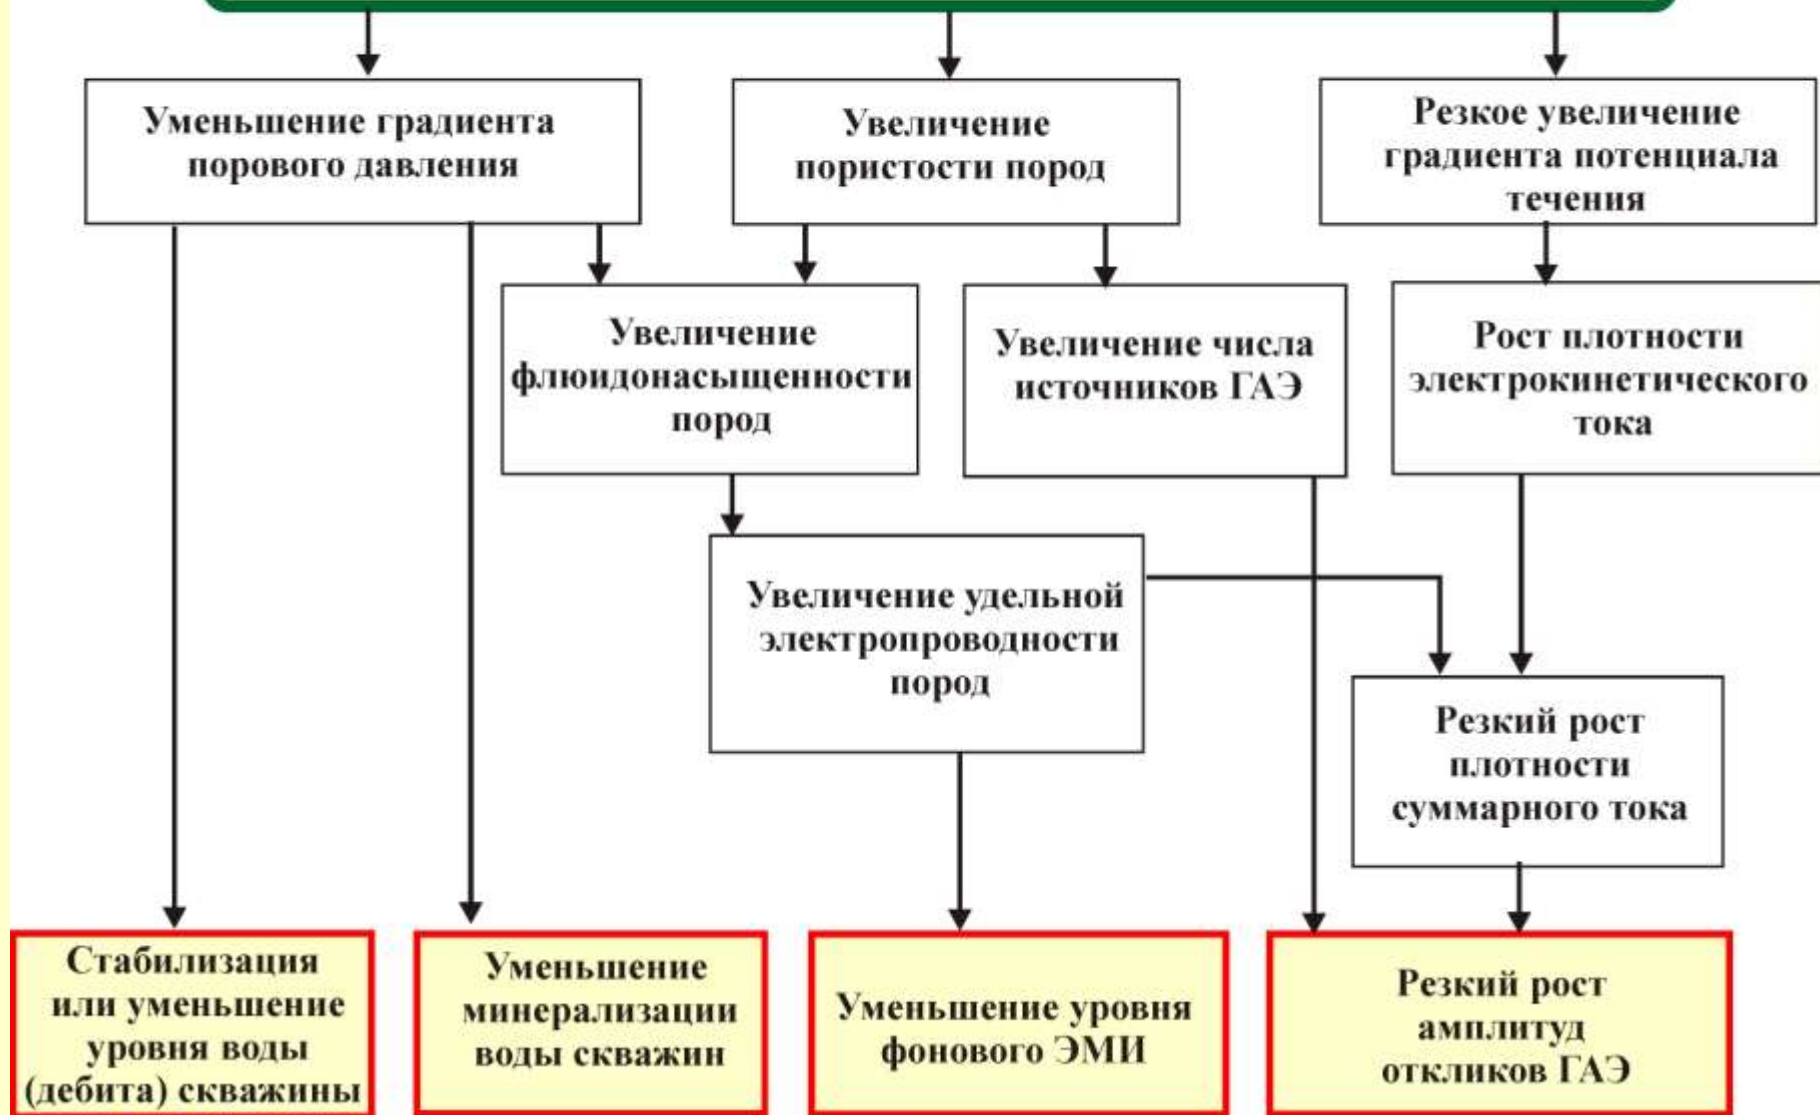 Уменьшение градиента
порового давления
Увеличение
пористости пород
Резкое увеличение
градиента потенциала
течения
Увеличение
флюидонасыщенности
пород
Увеличение числа
источников ГАЭ
Рост плотности
электрокинетического
тока
Увеличение удельной
электропроводности
пород
Резкий рост
плотности
суммарного тока
Стабилизация
или уменьшение
уровня воды
(дебита) скважины
Уменьшение
минерализации
воды скважин
Уменьшение уровня
фонового ЭМИ
Резкий рост
амплитуд
откликов ГАЭ